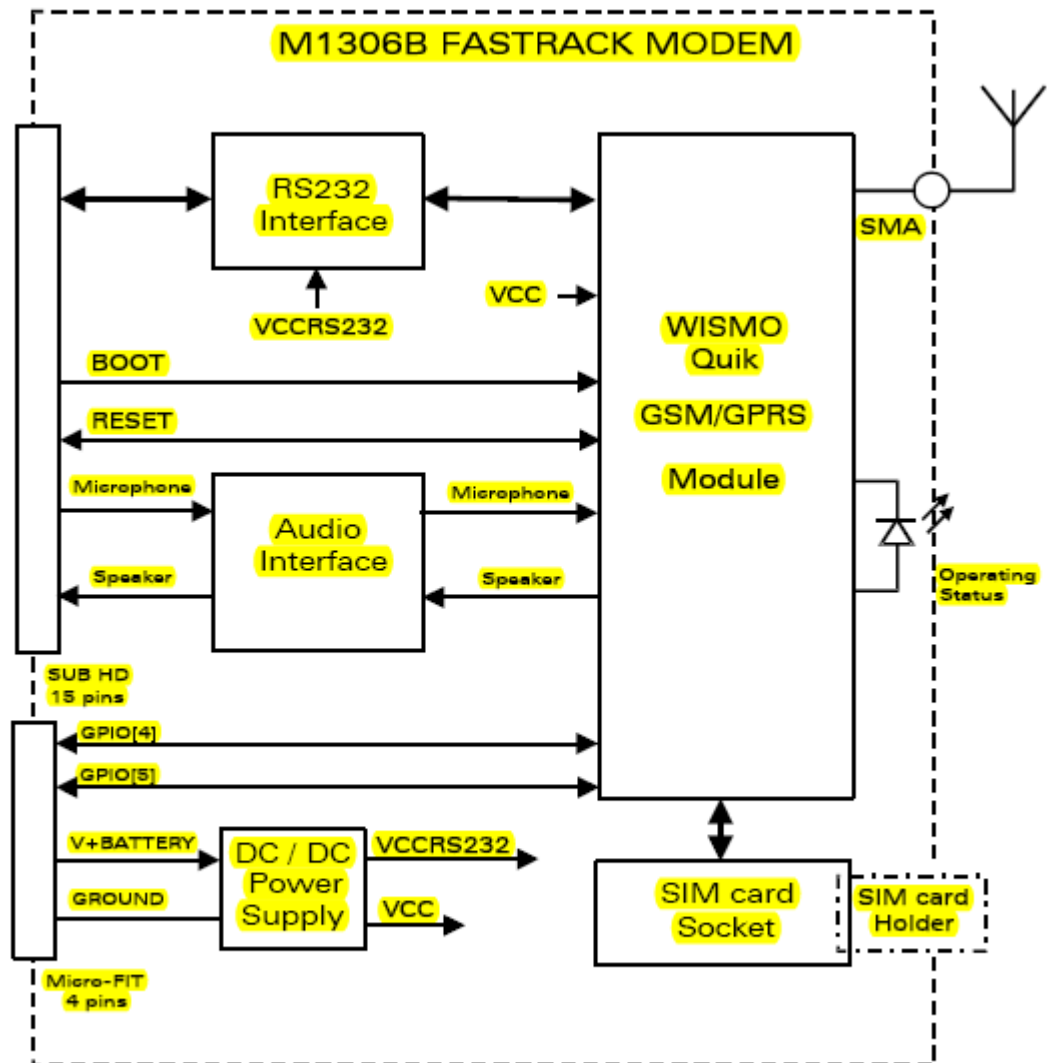 M1306B FASTRACK MODEM
RS232
Interface
SMA
VCC
VCCRS232
WISMO
Quik
GSM/GPRS
Module
BOOT
RESET
Microphone
Microphone
Audio
Interface
Speaker
Speaker
Operating
Status
SUB HD
15 pins
GPIO[4]
GPIO[5]
V+BATTERY
GROUND
DC / DC
Power
Supply
VCCRS232
VCC
SIM card
Socket
SIM card
Holder
Micro-FIT
4 pins